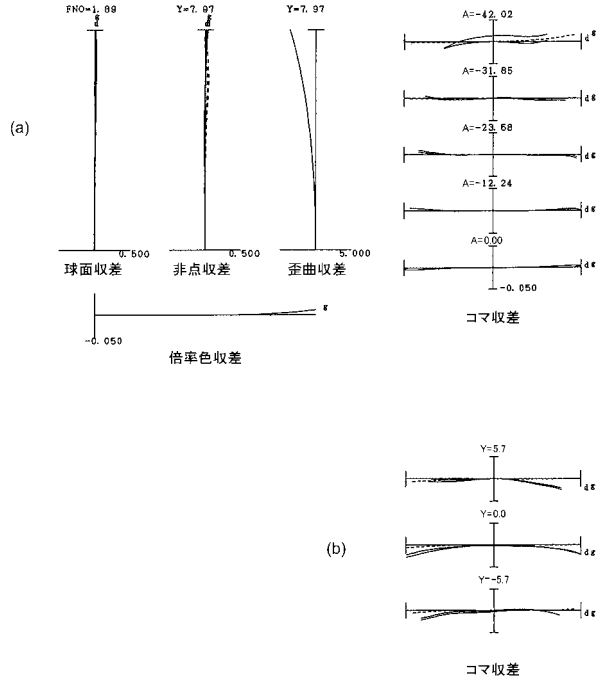 (a)
FNO=1.89
g
d
0.500
球面収差
Y=7.97
g
d
0.500
非点収差
Y=7.97
5.000
歪曲収差
g
-0.050
倍率色収差
A=-42.02
d g
A=-31.85
d g
A=-23.68
d g
A=-12.24
d g
A=0.00
d g
-0.050
コマ収差
(b)
Y=5.7
d g
Y=0.0
d g
Y=-5.7
d g
コマ収差